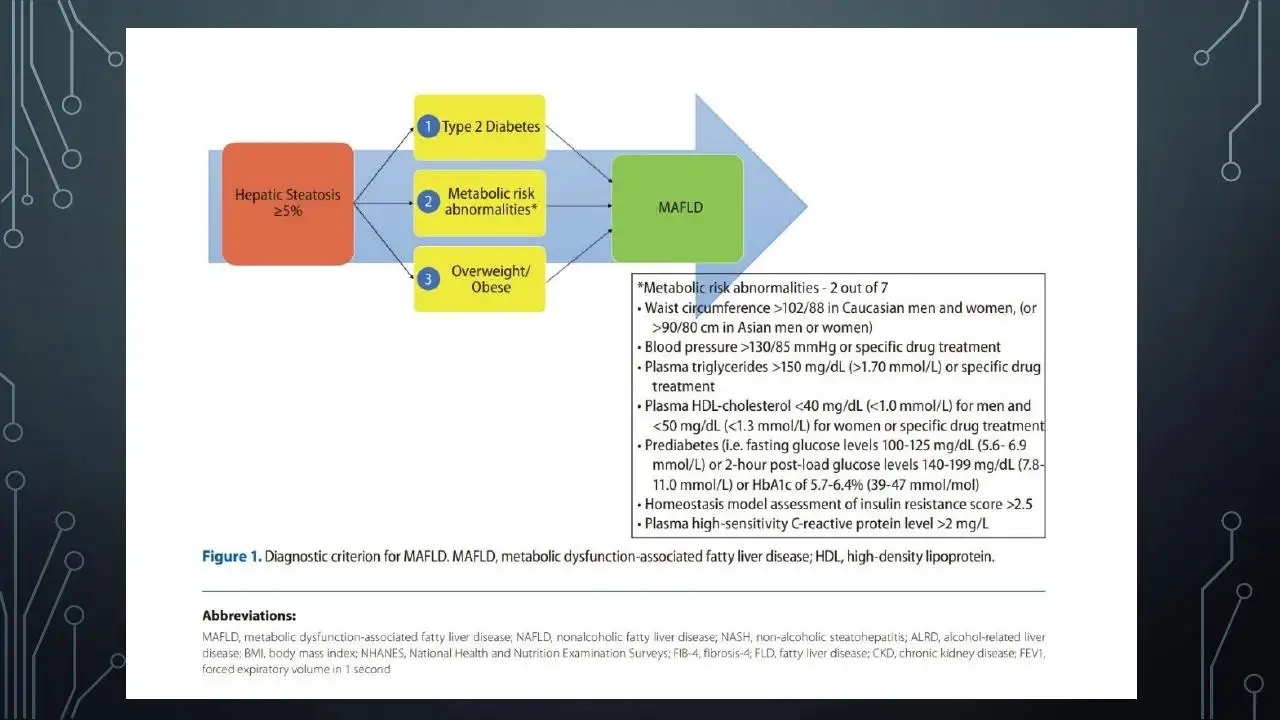 Hepatic Steatosis
≥5%
1 Type 2 Diabetes
2 Metabolic risk
abnormalities*
3 Overweight/
Obese
MAFLD
*Metabolic risk abnormalities - 2 out of 7
• Waist circumference >102/88 in Caucasian men and women, (or
>90/80 cm in Asian men or women)
• Blood pressure >130/85 mmHg or specific drug treatment
• Plasma triglycerides >150 mg/dL (>1.70 mmol/L) or specific drug
treatment
• Plasma HDL-cholesterol <40 mg/dL (<1.0 mmol/L) for men and
<50 mg/dL (<1.3 mmol/L) for women or specific drug treatment
• Prediabetes (i.e. fasting glucose levels 100-125 mg/dL (5.6- 6.9
mmol/L) or 2-hour post-load glucose levels 140-199 mg/dL (7.8-
11.0 mmol/L) or HbA1c of 5.7-6.4% (39-47 mmol/mol)
• Homeostasis model assessment of insulin resistance score >2.5
• Plasma high-sensitivity C-reactive protein level >2 mg/L
Figure 1. Diagnostic criterion for MAFLD. MAFLD, metabolic dysfunction-associated fatty liver disease; HDL, high-density lipoprotein.
Abbreviations:
MAFLD, metabolic dysfunction-associated fatty liver disease; NAFLD, nonalcoholic fatty liver disease; NASH, non-alcoholic steatohepatitis; ALRD, alcohol-related liver
disease; BMI, body mass index; NHANES, National Health and Nutrition Examination Surveys; FIB-4, fibrosis-4; FLD, fatty liver disease; CKD, chronic kidney disease; FEV1,
forced expiratory volume in 1 second